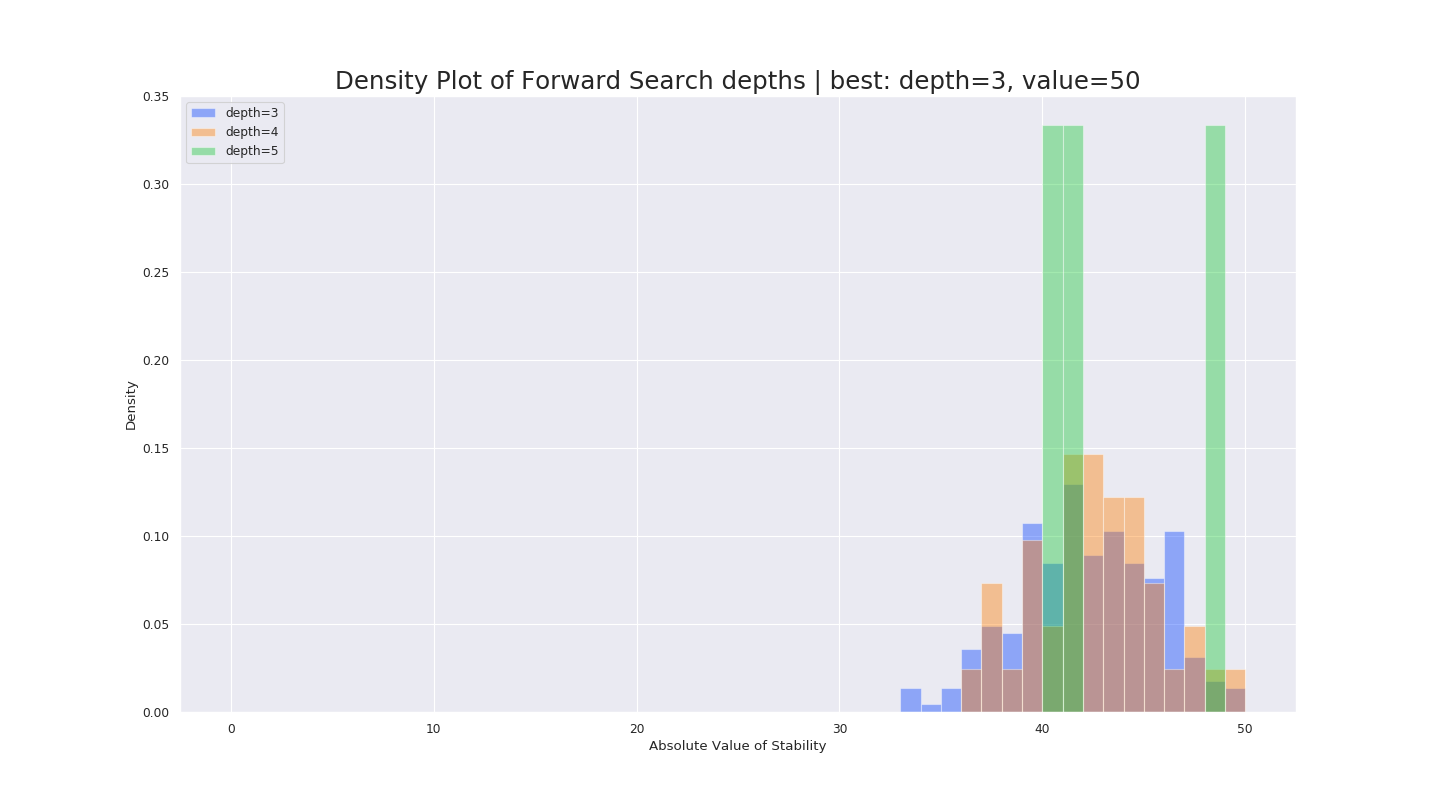 Density Plot of Forward Search depths | best: depth=3, value=50
0.35
depth=3
depth=4
depth=5
0.30
0.25
0.20
Density
0.15
0.10
0.05
0.00
0 10 20 30 40 50
Absolute Value of Stability